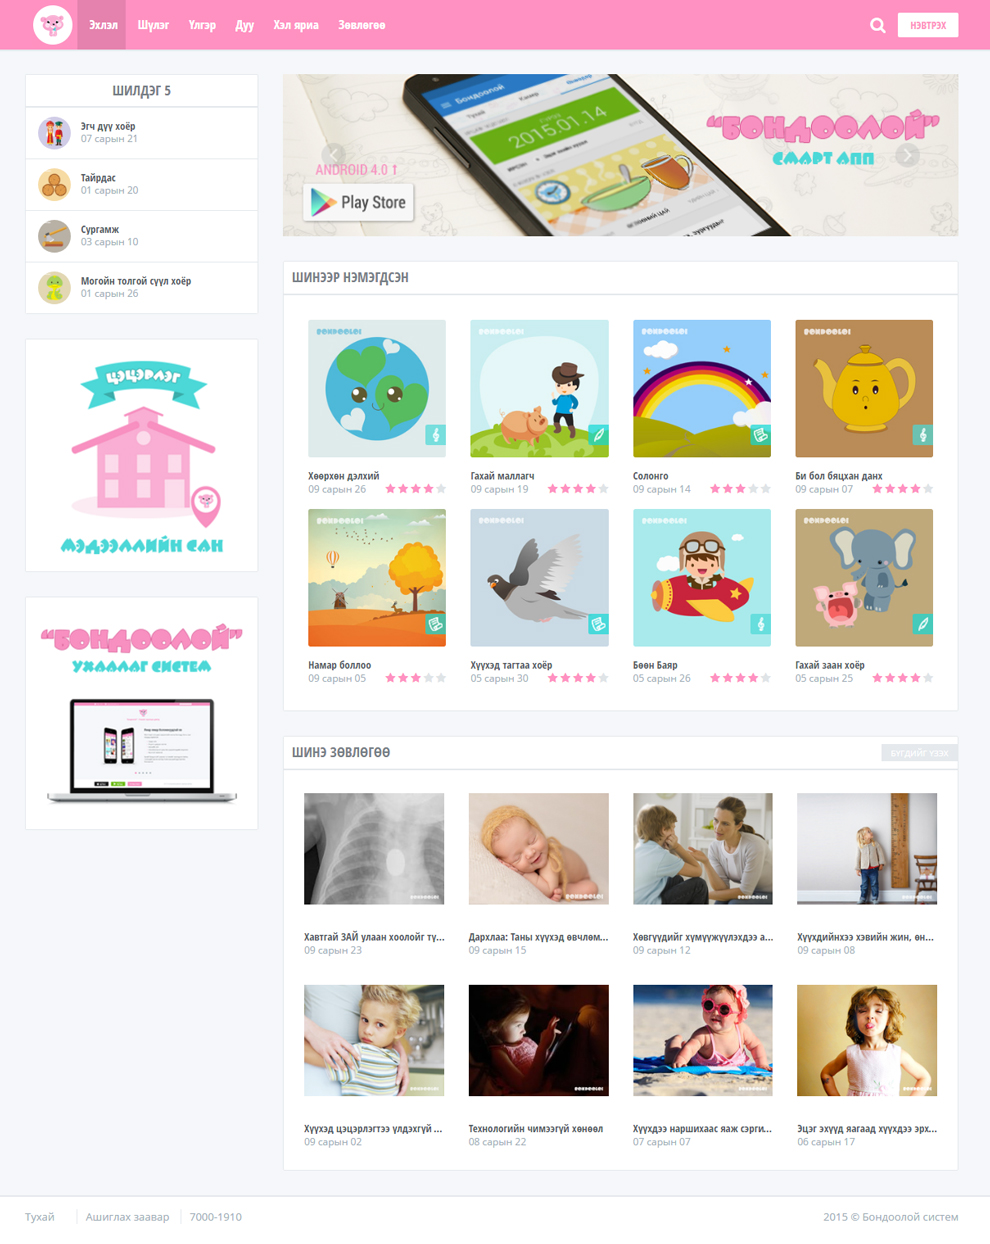 Эхлэл
Шүлэг
Үлгэр
Дуу
Хэл яриа
Зөвлөгөө
НЭВТРЭХ
ШИЛДЭГ 5
Эгч дүү хоёр
07 сарын 21
Тайрдас
01 сарын 20
Сургамж
03 сарын 10
Могойн толгой сүүл хоёр
01 сарын 26
ЦЭЦЭРЛЭГ
МЭДЭЭЛЛИЙН САН
"БОНДООЛОЙ"
УХААЛАГ СИСТЕМ
Бондоолой
2015.01.14
ANDROID 4.0 ↑
Play Store
"БОНДООЛОЙ"
СМАРТ АПП
ШИНЭЭР НЭМЭГДСЭН
Хөөрхөн дэлхий
09 сарын 26
Гахай маллагч
09 сарын 19
Солонго
09 сарын 14
Би бол бяцхан данх
09 сарын 07
Намар боллоо
09 сарын 05
Хүүхэд тагтаа хоёр
05 сарын 30
Бөөн Баяр
05 сарын 26
Гахай заан хоёр
05 сарын 25
ШИНЭ ЗӨВЛӨГӨӨ
БҮГДИЙГ ҮЗЭХ
Хавтгай ЗАЙ улаан хоолойг тү...
09 сарын 23
Дархлаа: Таны хүүхэд өвчлөм...
09 сарын 15
Хөвгүүдийг хүмүүжүүлэхдээ а...
09 сарын 12
Хүүхдийнхээ хэвийн жин, өн...
09 сарын 08
Хүүхэд цэцэрлэгтээ үлдэхгүй ...
09 сарын 02
Технологийн чимээгүй хөнөөл
08 сарын 22
Хүүхдээ наршихаас яаж сэрги...
07 сарын 07
Эцэг эхүүд яагаад хүүхдээ эрх...
06 сарын 17
Тухай
Ашиглах заавар
7000-1910
2015 © Бондоолой систем